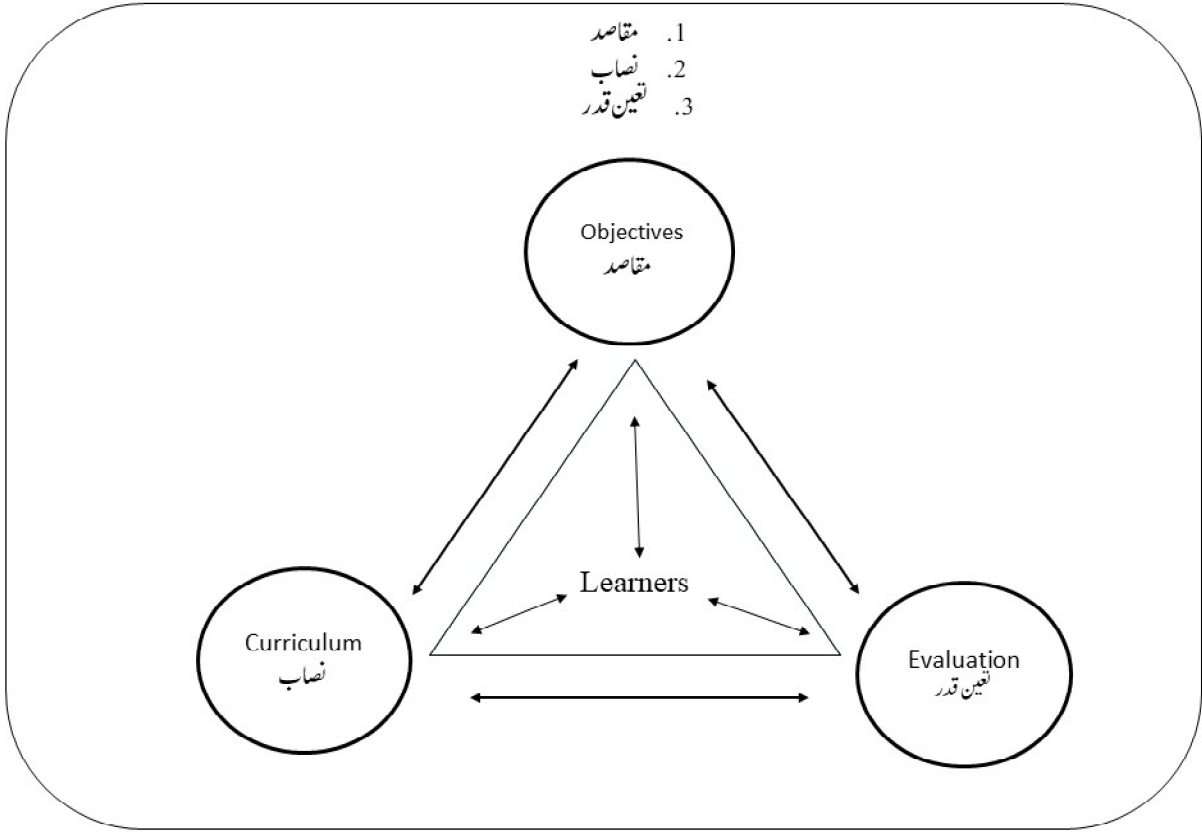 1. مقاصد
2. نصاب
3. تعین قدر
Objectives
مقاصد
Learners
Curriculum
نصاب
Evaluation
تعین قدر